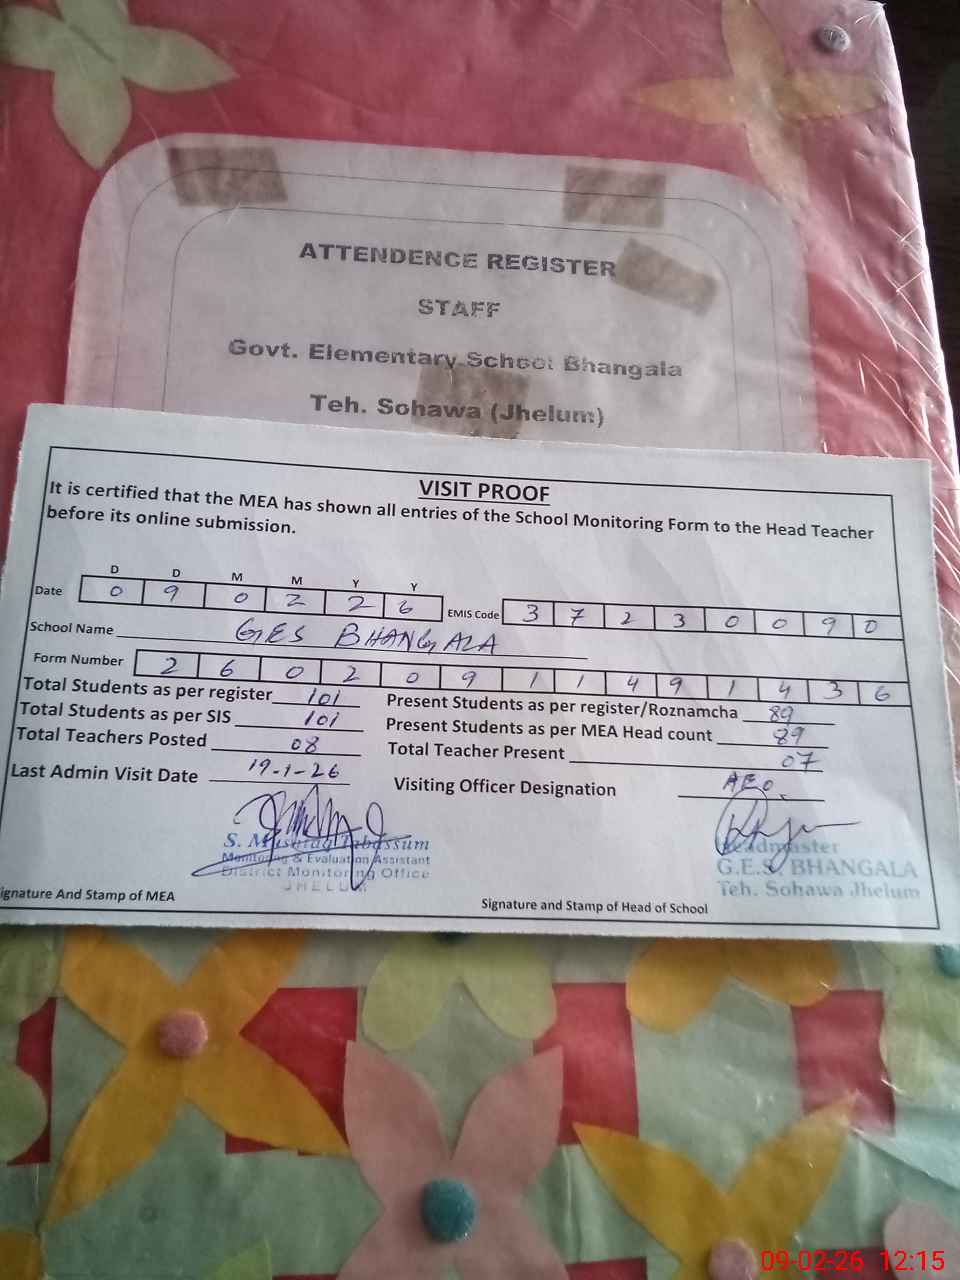 ATTENDENCE REGISTER
STAFF
Govt. Elementary School Bhangala
Teh. Sohawa (Jhelum)
VISIT PROOF
It is certified that the MEA has shown all entries of the School Monitoring Form to the Head Teacher
before its online submission.
D D M M Y Y
Date 0 9 0 2 2 6 EMIS Code 3 7 2 3 0 0 9 0
School Name GES BHANGALA
Form Number 2 6 0 2 0 9 1 1 4 9 1 4 3 6
Total Students as per register 101 Present Students as per register/Roznamcha 89
Total Students as per SIS 101 Present Students as per MEA Head count 89
Total Teachers Posted 08 Total Teacher Present 07
Last Admin Visit Date 19-1-26 Visiting Officer Designation AEO.
S. Mushtaq Tabassum
Monitoring & Evaluation Assistant
District Monitoring Office
JHELUM
Headmaster
G.E.S. BHANGALA
Teh. Sohawa Jhelum
ignature And Stamp of MEA Signature and Stamp of Head of School
09-02-26 12:15